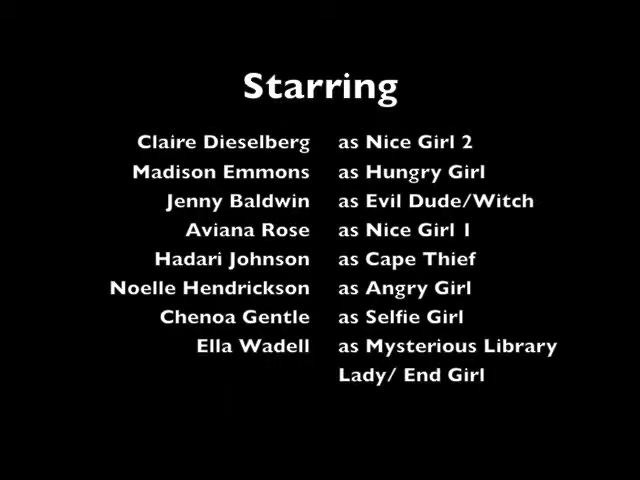 Starring
Claire Dieselberg as Nice Girl 2
Madison Emmons as Hungry Girl
Jenny Baldwin as Evil Dude/Witch
Aviana Rose as Nice Girl 1
Hadari Johnson as Cape Thief
Noelle Hendrickson as Angry Girl
Chenoa Gentle as Selfie Girl
Ella Wadell as Mysterious Library
Lady/ End Girl